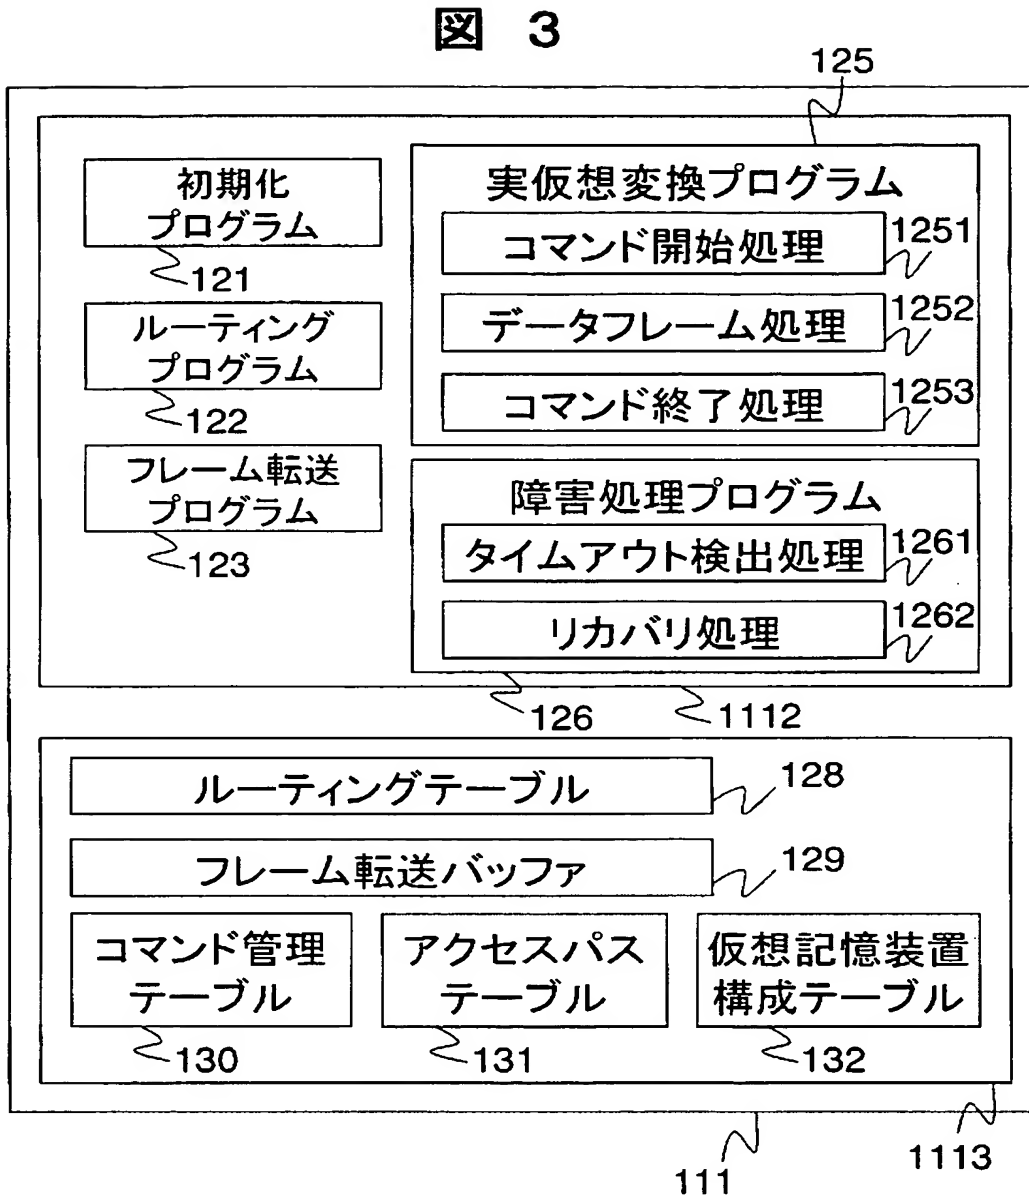 図 3
125
初期化
プログラム
121
ルーティング
プログラム
122
フレーム転送
プログラム
123
実仮想変換プログラム
コマンド開始処理
1251
データフレーム処理
1252
コマンド終了処理
1253
障害処理プログラム
タイムアウト検出処理
1261
リカバリ処理
1262
126
1112
ルーティングテーブル
128
フレーム転送バッファ
129
コマンド管理
テーブル
130
アクセスパス
テーブル
131
仮想記憶装置
構成テーブル
132
111
1113